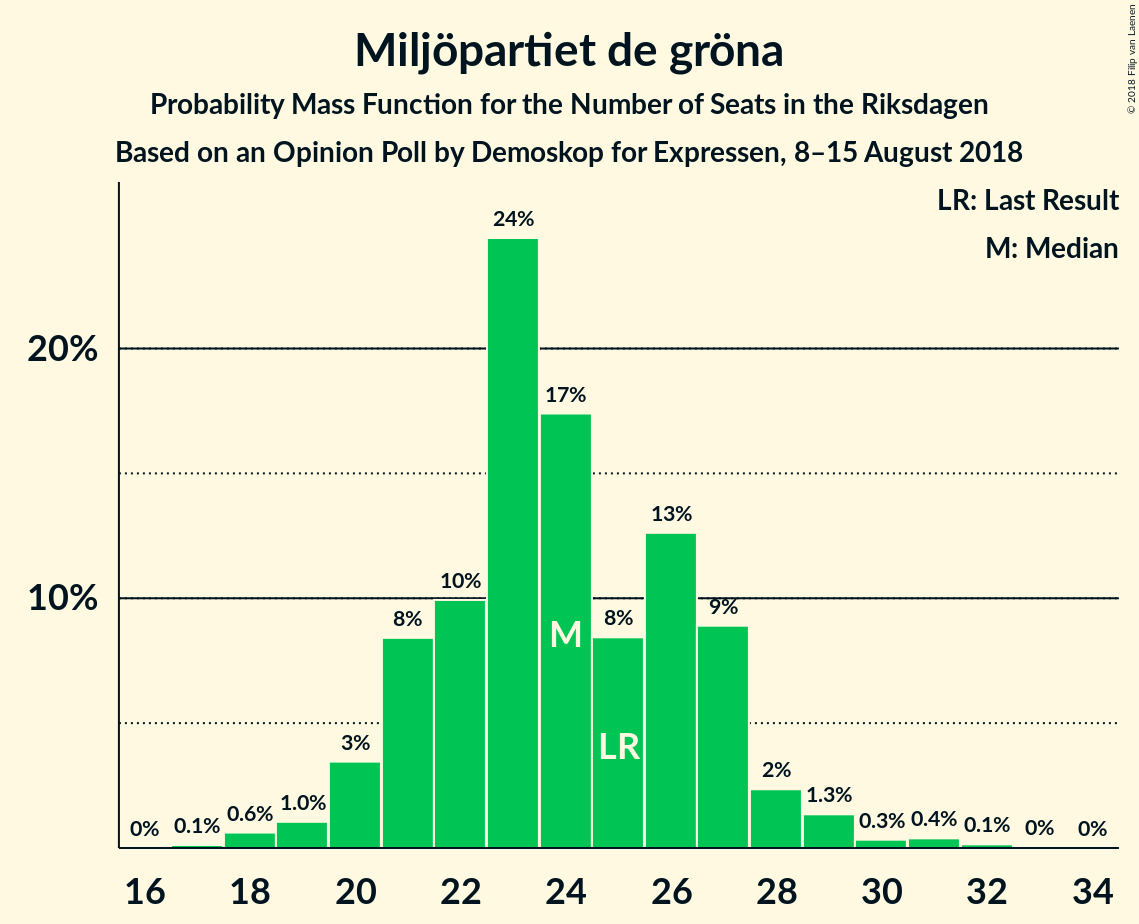 Miljöpartiet de gröna
Probability Mass Function for the Number of Seats in the Riksdagen
Based on an Opinion Poll by Demoskop for Expressen, 8–15 August 2018
© 2018 Filip van Laenen
LR: Last Result
M: Median
20%
10%
0%
0.1%
0.6%
1.0%
3%
8%
10%
24%
17%
8%
13%
9%
2%
1.3%
0.3%
0.4%
0.1%
0%
0%
M
LR
16 18 20 22 24 26 28 30 32 34